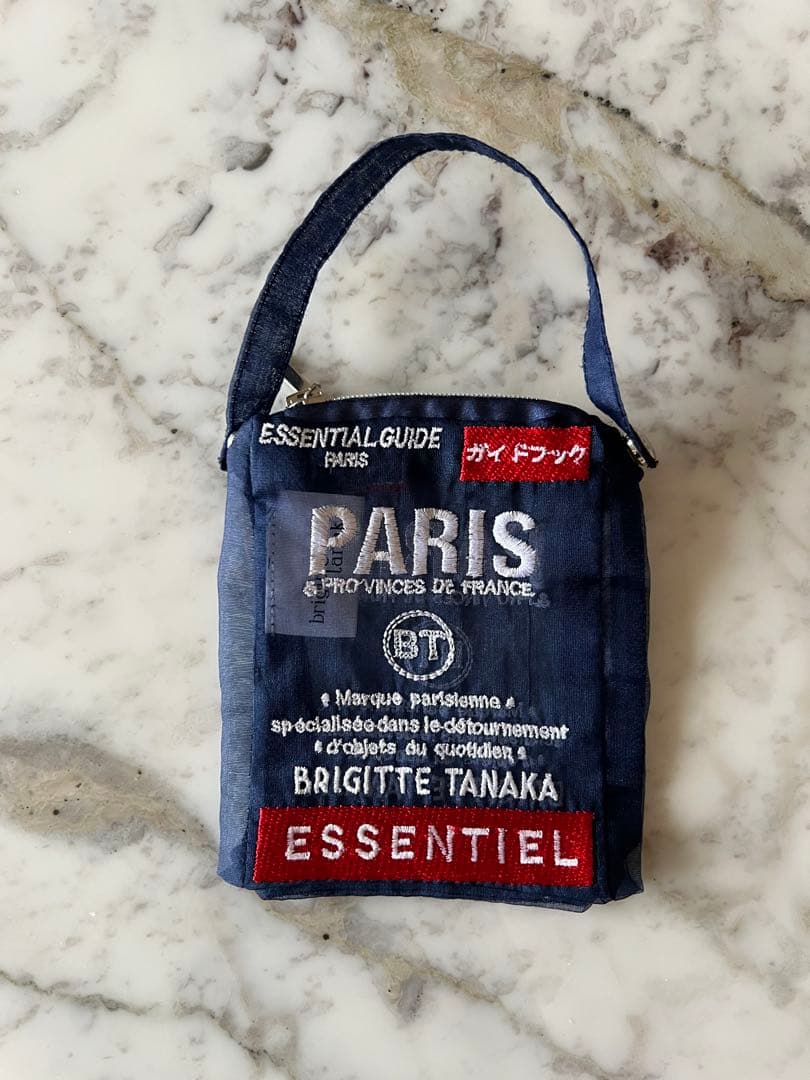 ESSENTIAL GUIDE
PARIS
ガイドブック
PARIS
& PROVINCES DE FRANCE
BT
Marque parisienne
spécialisée dans le détournement
d'objets du quotidien
BRIGITTE TANAKA
ESSENTIEL